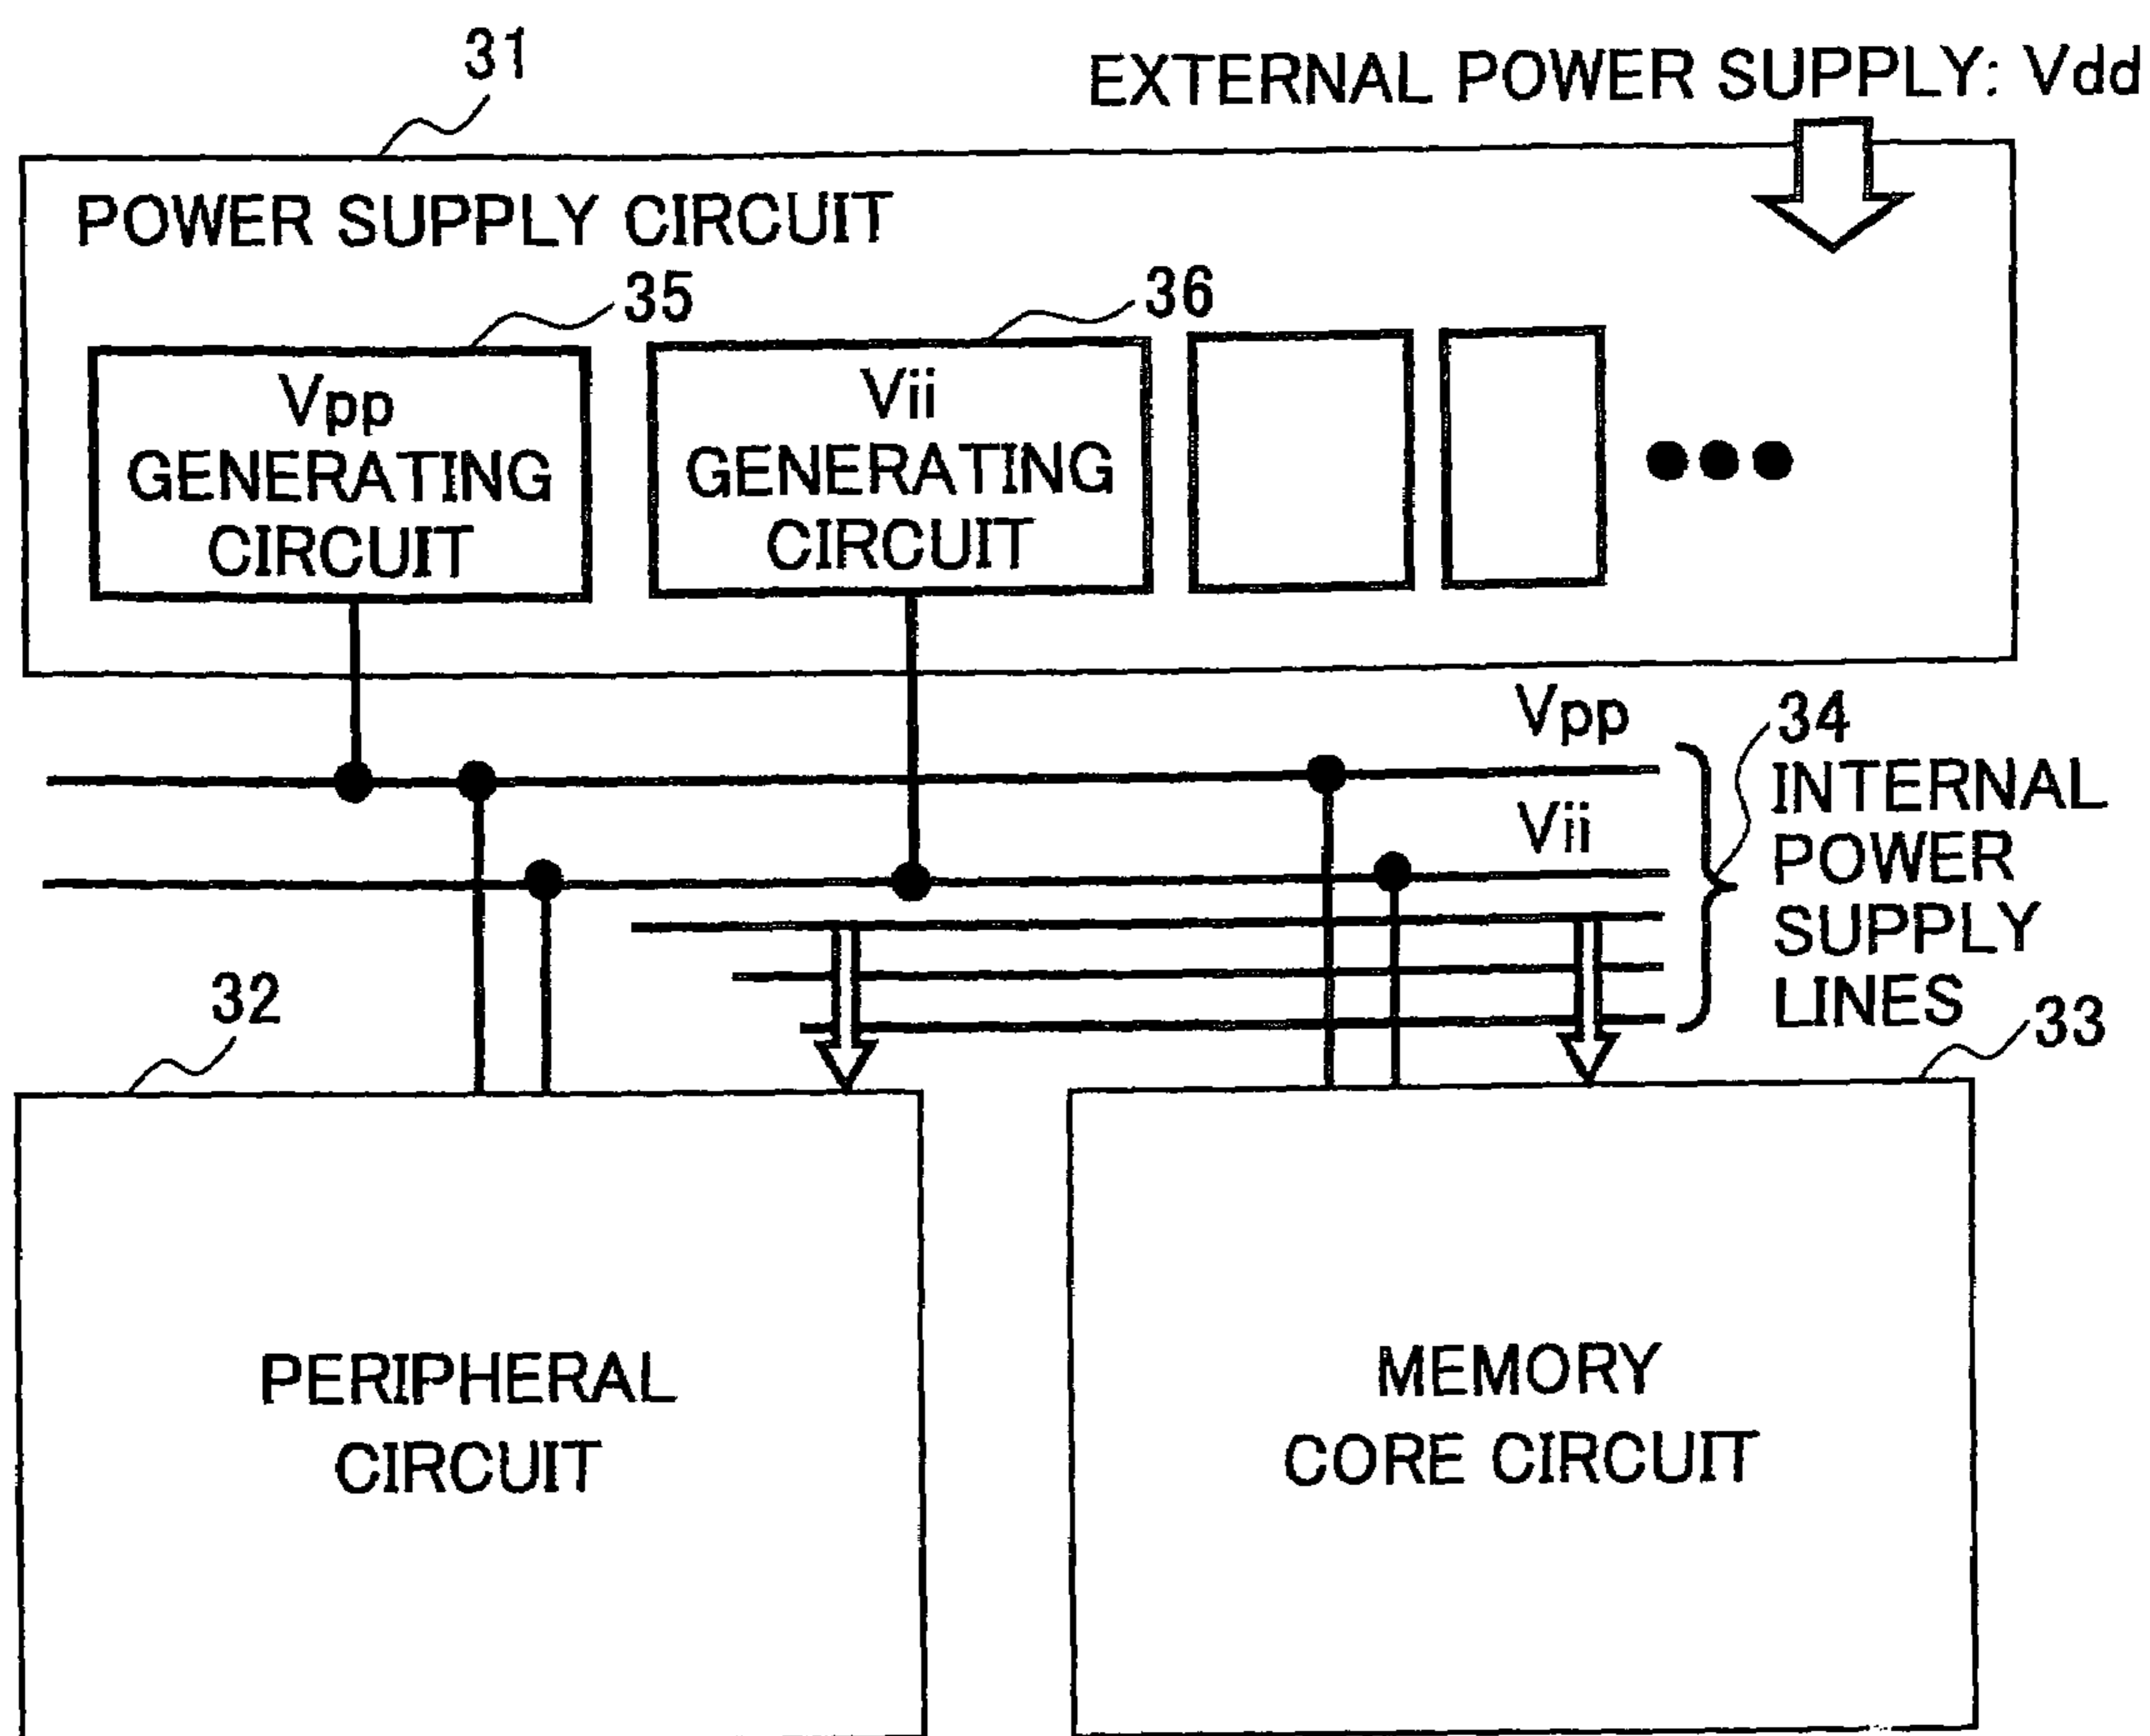 31
EXTERNAL POWER SUPPLY: Vdd
POWER SUPPLY CIRCUIT
35
36
Vpp
GENERATING
CIRCUIT
Vii
GENERATING
CIRCUIT
Vpp
34
Vii
INTERNAL
POWER
SUPPLY
LINES
32
33
PERIPHERAL
CIRCUIT
MEMORY
CORE CIRCUIT